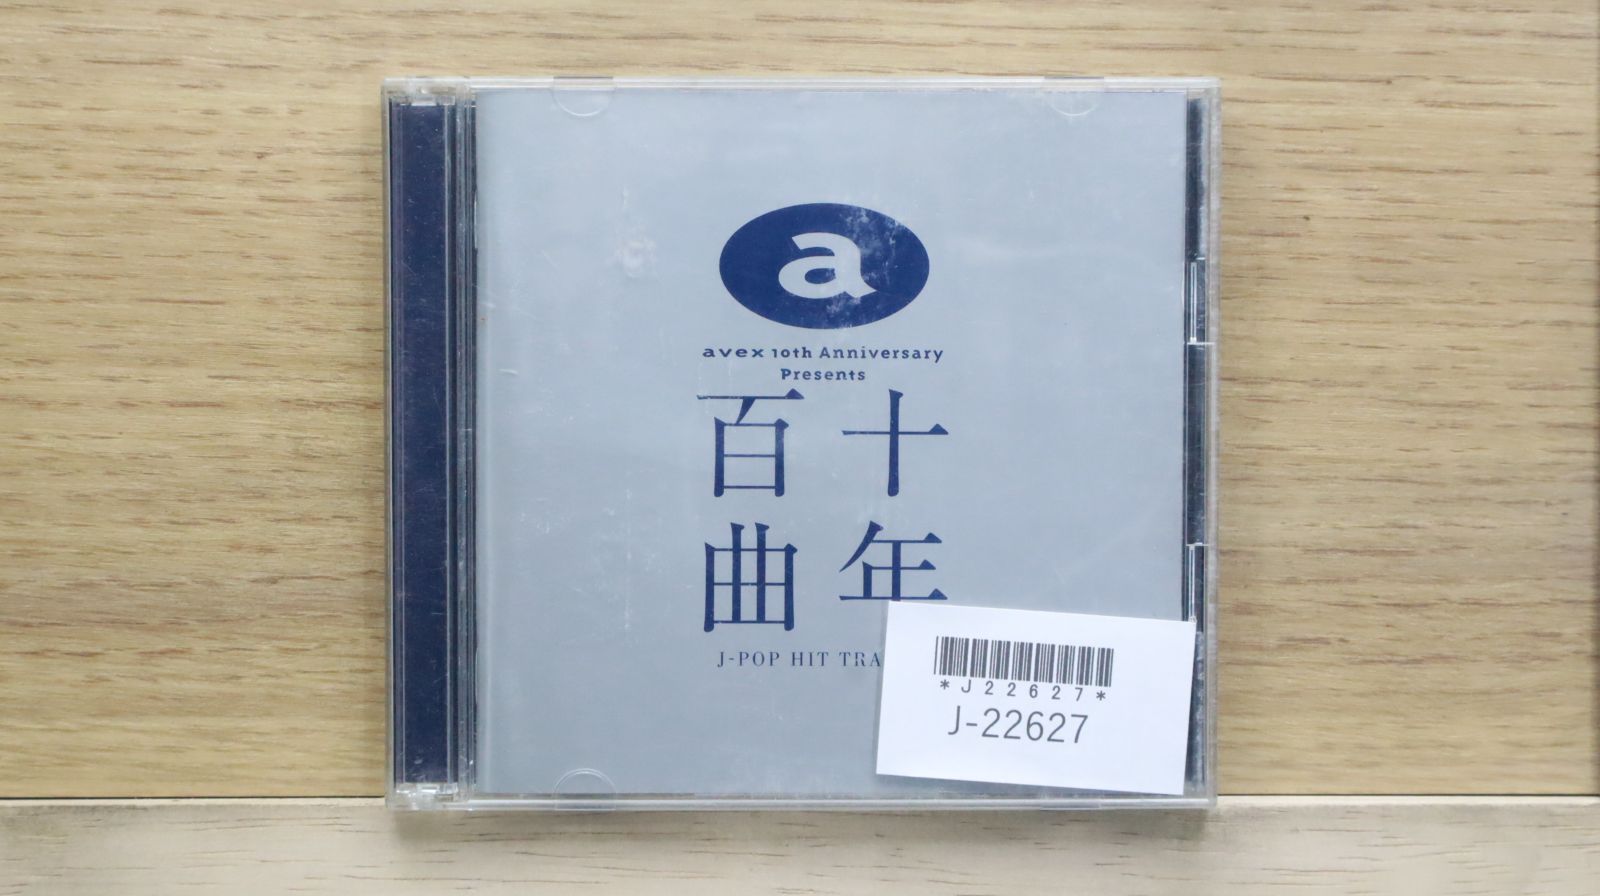 a
avex 10th Anniversary
Presents
十年
百曲
J-POP HIT
*J22627*
J-22627